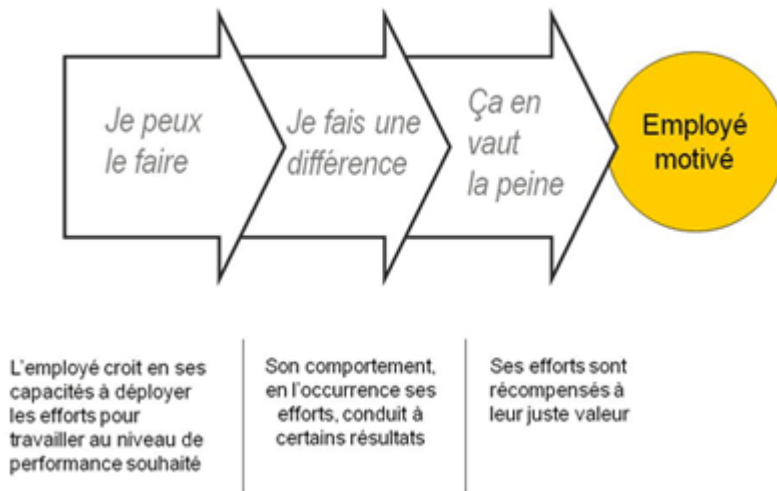 Je peux
le faire
Je fais une
différence
Ça en
vaut
la peine
Employé
motivé
L'employé croit en ses
capacités à déployer
les efforts pour
travailler au niveau de
performance souhaité
Son comportement,
en l'occurrence ses
efforts, conduit à
certains résultats
Ses efforts sont
récompensés à
leur juste valeur